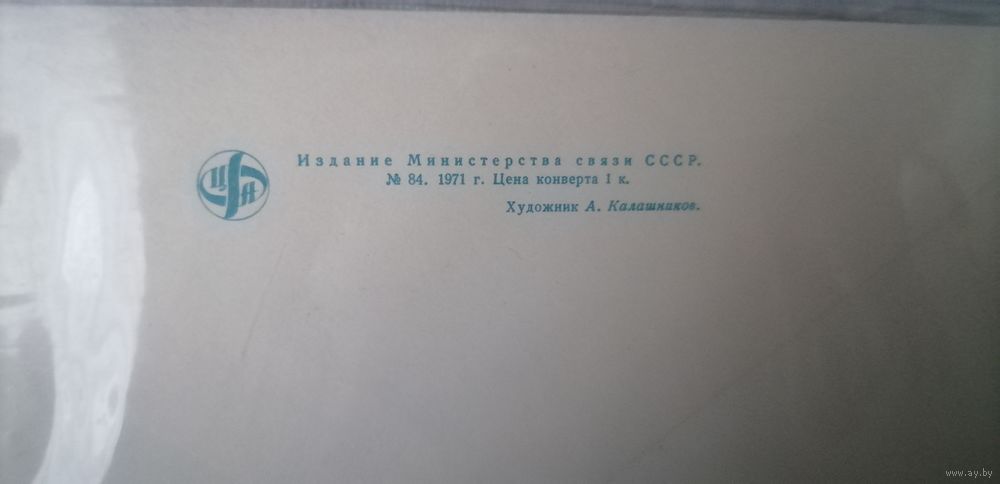 ЦФА
Издание Министерства связи СССР.
№ 84. 1971 г. Цена конверта 1 к.
Художник А. Калашников.
www.ay.by